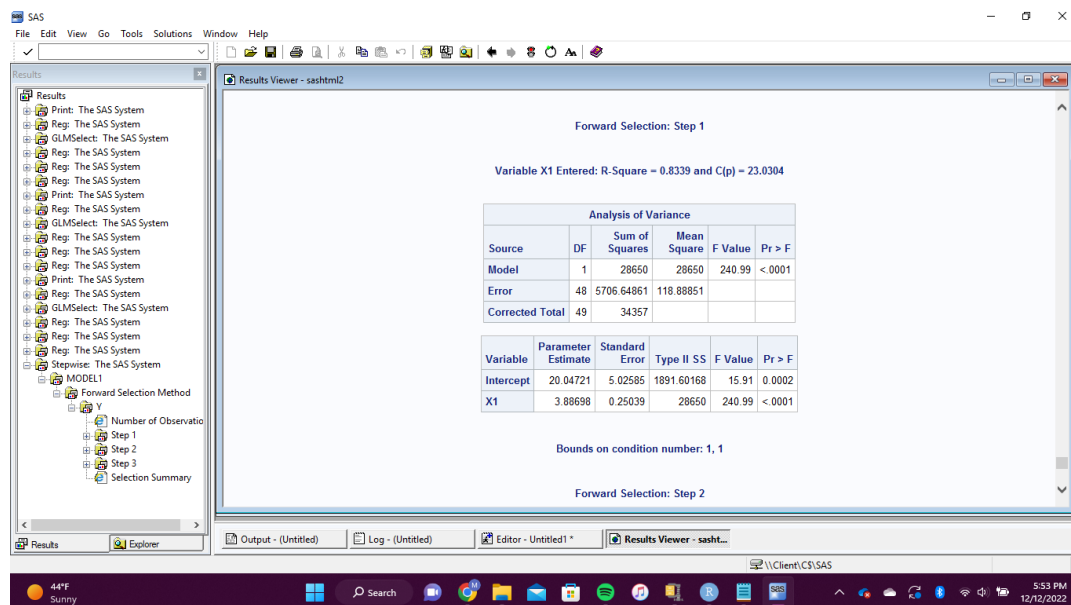 SAS
File Edit View Go Tools Solutions Window Help
Results
Results
Print: The SAS System
Reg: The SAS System
GLMSelect: The SAS System
Reg: The SAS System
Reg: The SAS System
Reg: The SAS System
Print: The SAS System
Reg: The SAS System
GLMSelect: The SAS System
Reg: The SAS System
Reg: The SAS System
Reg: The SAS System
Print: The SAS System
Reg: The SAS System
GLMSelect: The SAS System
Reg: The SAS System
Reg: The SAS System
Reg: The SAS System
Stepwise: The SAS System
MODEL1
Forward Selection Method
Y
Number of Observatio
Step 1
Step 2
Step 3
Selection Summary
Results Explorer
Results Viewer - sashtml2
Forward Selection: Step 1
Variable X1 Entered: R-Square = 0.8339 and C(p) = 23.0304
Analysis of Variance
Source DF Sum of Squares Mean Square F Value Pr > F
Model 1 28650 28650 240.99 <.0001
Error 48 5706.64861 118.88851
Corrected Total 49 34357
Variable Parameter Estimate Standard Error Type II SS F Value Pr > F
Intercept 20.04721 5.02585 1891.60168 15.91 0.0002
X1 3.88698 0.25039 28650 240.99 <.0001
Bounds on condition number: 1, 1
Forward Selection: Step 2
Output - (Untitled) Log - (Untitled) Editor - Untitled1 * Results Viewer - sasht...
\\Client\C$\SAS
44°F
Sunny
Search
R
SAS
5:53 PM
12/12/2022